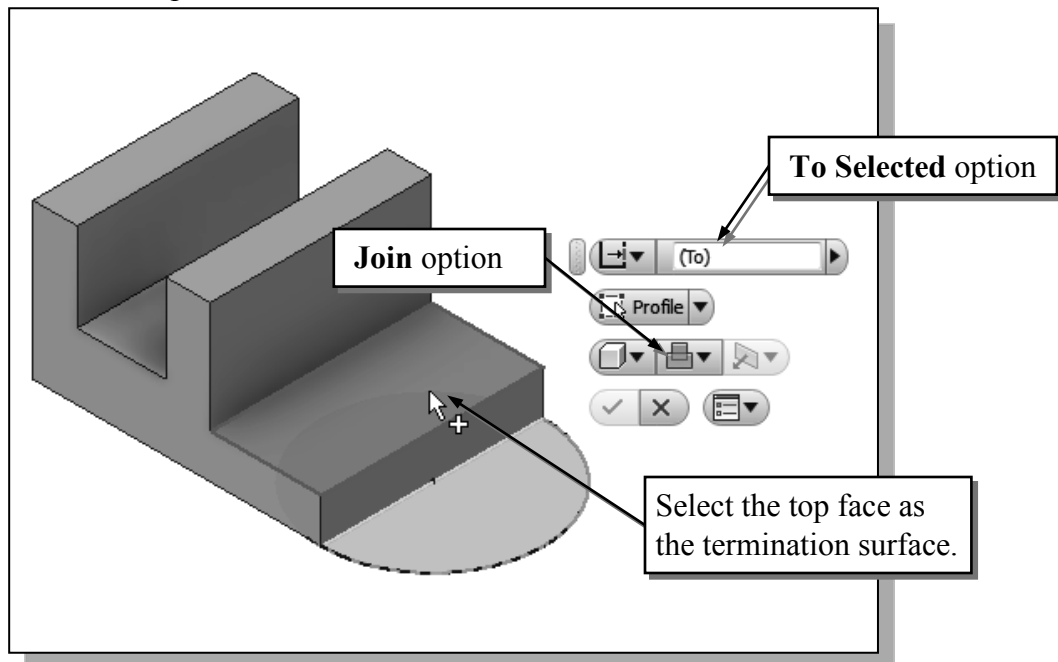 To Selected option
Join option
(To)
Profile
Select the top face as
the termination surface.